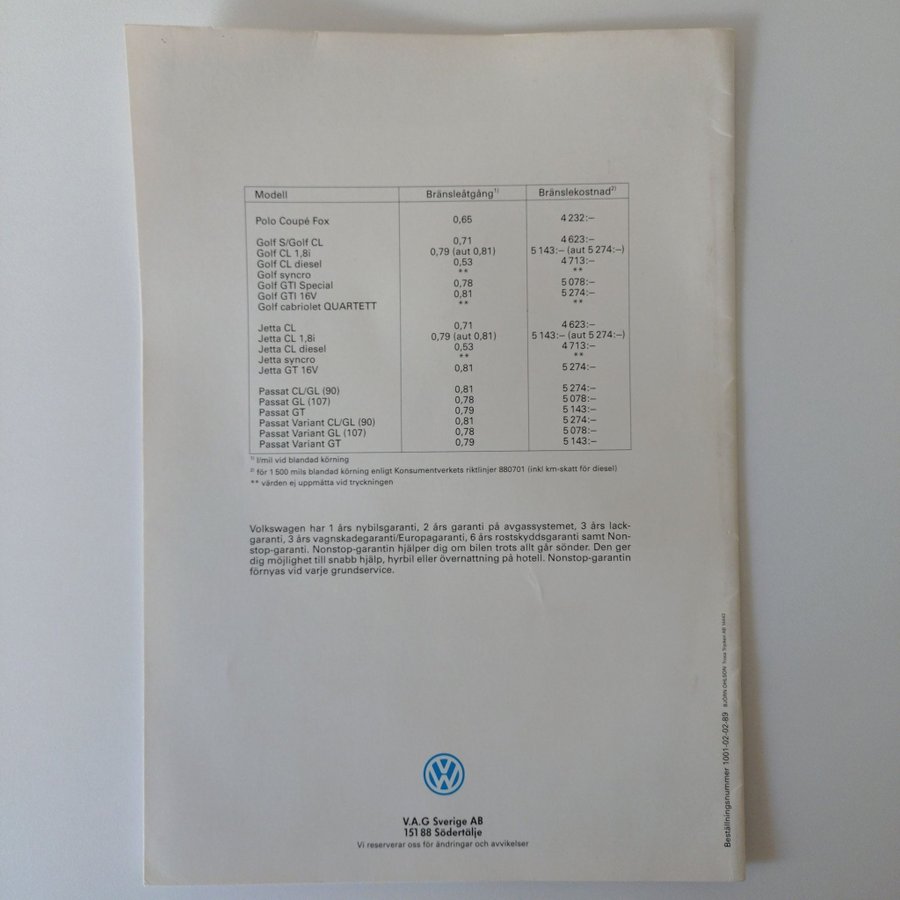 Modell Bränsleåtgång1) Bränslekostnad2)
Polo Coupé Fox 0,65 4 232:–
Golf S/Golf CL 0,71 4 623:–
Golf CL 1,8i 0,79 (aut 0,81) 5 143:– (aut 5 274:–)
Golf CL diesel 0,53 4 713:–
Golf syncro ** **
Golf GTI Special 0,78 5 078:–
Golf GTI 16V 0,81 5 274:–
Golf cabriolet QUARTETT ** **
Jetta CL 0,71 4 623:–
Jetta CL 1,8i 0,79 (aut 0,81) 5 143:– (aut 5 274:–)
Jetta CL diesel 0,53 4 713:–
Jetta syncro ** **
Jetta GT 16V 0,81 5 274:–
Passat CL/GL (90) 0,81 5 274:–
Passat GL (107) 0,78 5 078:–
Passat GT 0,79 5 143:–
Passat Variant CL/GL (90) 0,81 5 274:–
Passat Variant GL (107) 0,78 5 078:–
Passat Variant GT 0,79 5 143:–
1) l/mil vid blandad körning
2) för 1 500 mils blandad körning enligt Konsumentverkets riktlinjer 880701 (inkl km-skatt för diesel)
** värden ej uppmätta vid tryckningen
Volkswagen har 1 års nybilsgaranti, 2 års garanti på avgassystemet, 3 års lack-
garanti, 3 års vagnskadegaranti/Europagaranti, 6 års rostskyddsgaranti samt Non-
stop-garanti. Nonstop-garantin hjälper dig om bilen trots allt går sönder. Den ger
dig möjlighet till snabb hjälp, hyrbil eller övernattning på hotell. Nonstop-garantin
förnyas vid varje grundservice.
VW
V.A.G Sverige AB
151 88 Södertälje
Vi reserverar oss för ändringar och avvikelser
Beställningsnummer 1001-02-02-89 BJÖRN OHLSON